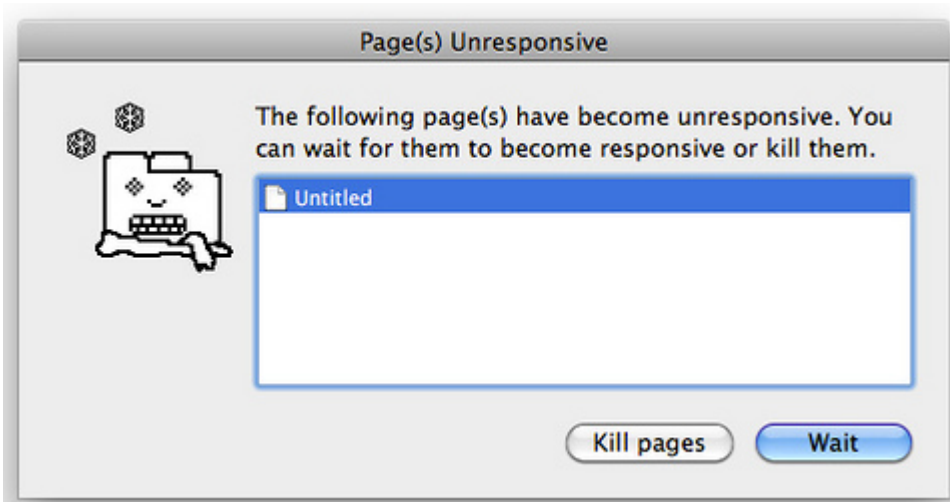 Page(s) Unresponsive
The following page(s) have become unresponsive. You
can wait for them to become responsive or kill them.
Untitled
Kill pages
Wait